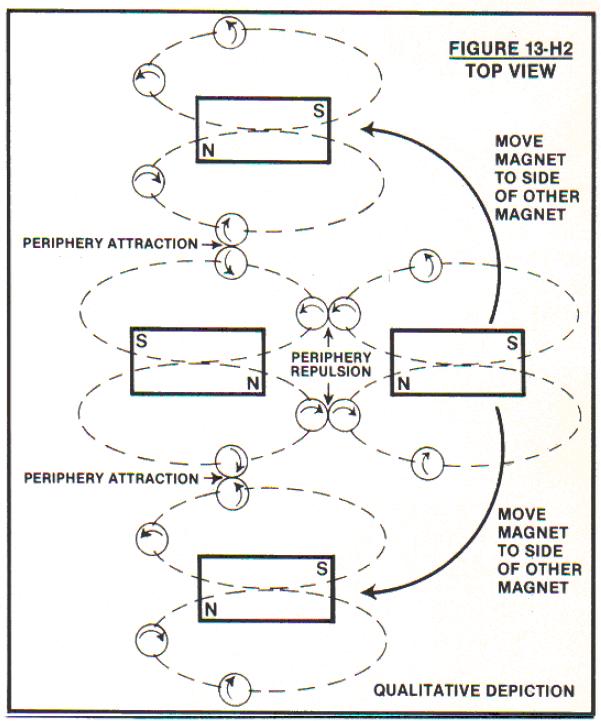 FIGURE 13-H2
TOP VIEW
S
N
MOVE
MAGNET
TO SIDE
OF OTHER
MAGNET
PERIPHERY ATTRACTION
S
N
PERIPHERY
REPULSION
S
N
PERIPHERY ATTRACTION
MOVE
MAGNET
TO SIDE
OF OTHER
MAGNET
S
N
QUALITATIVE DEPICTION